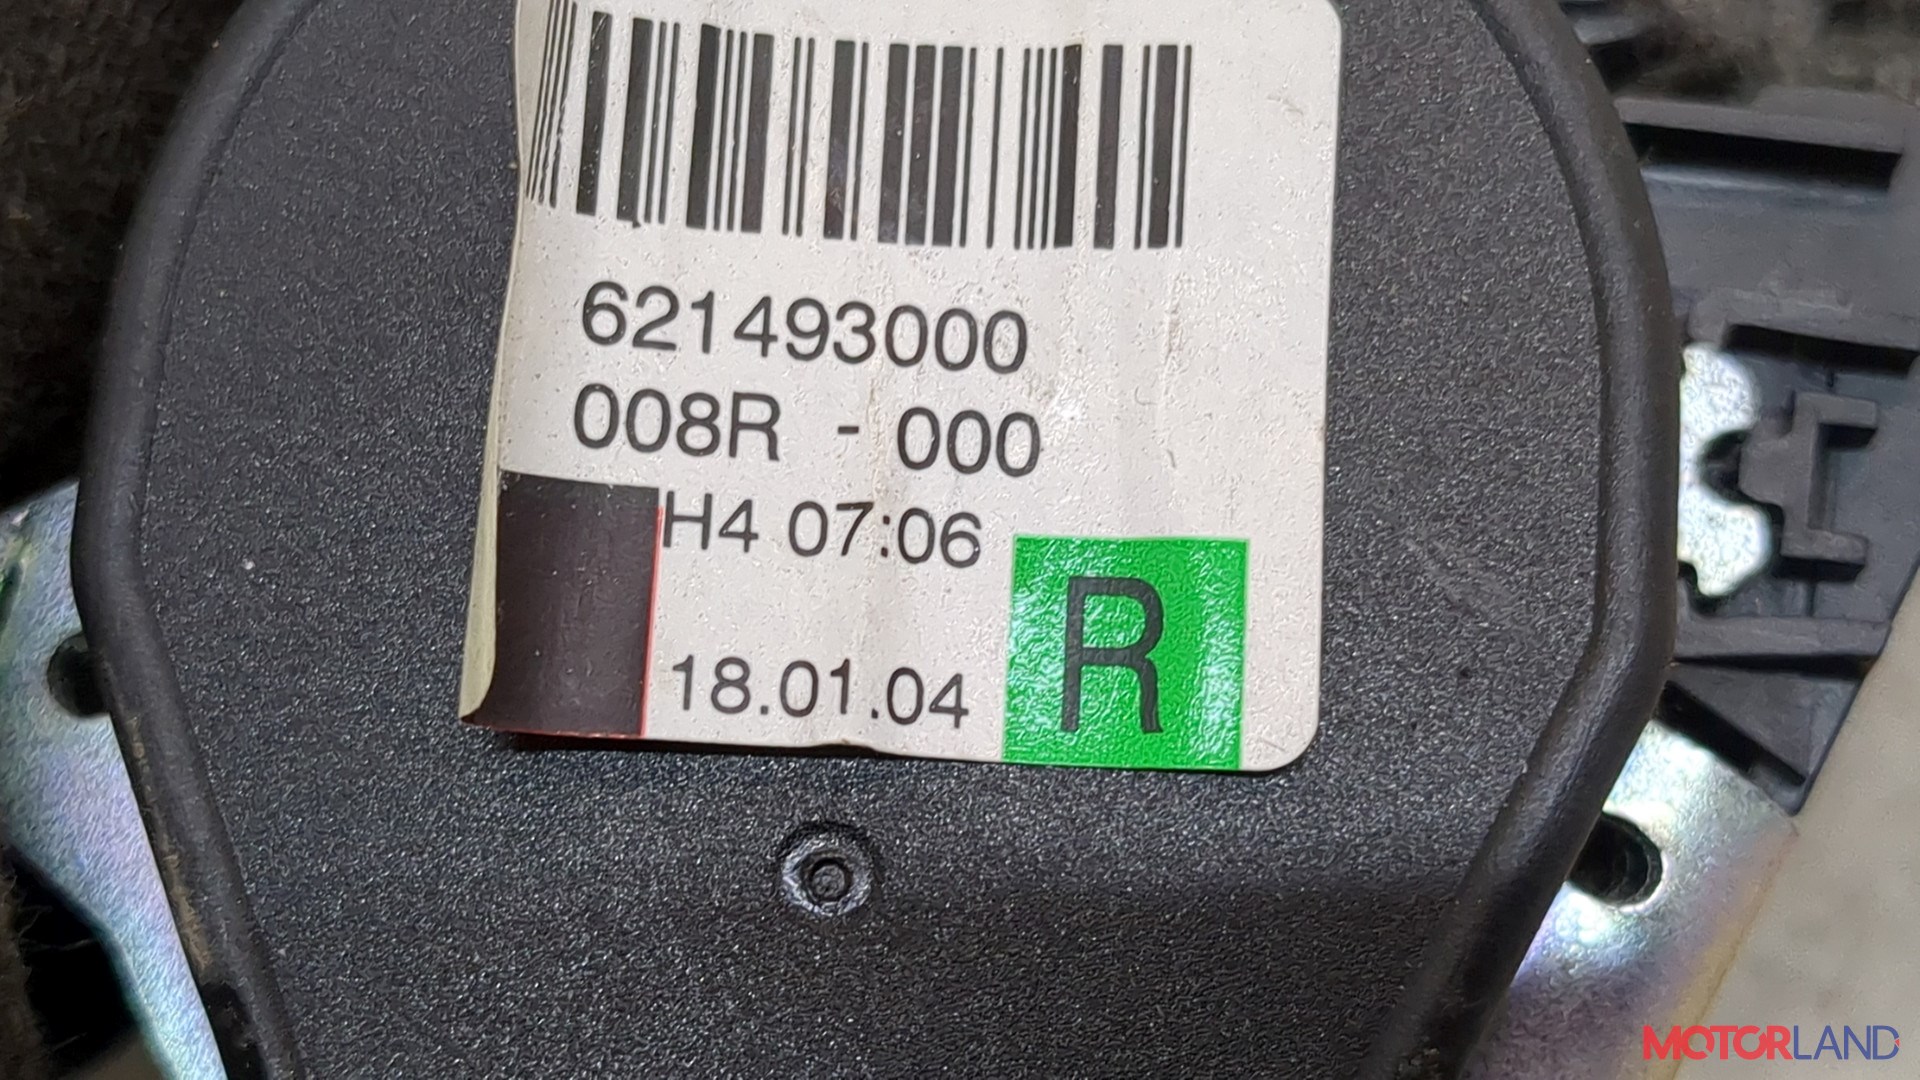 621493000
008R - 000
H4 07:06
18.01.04
R
MOTORLAND